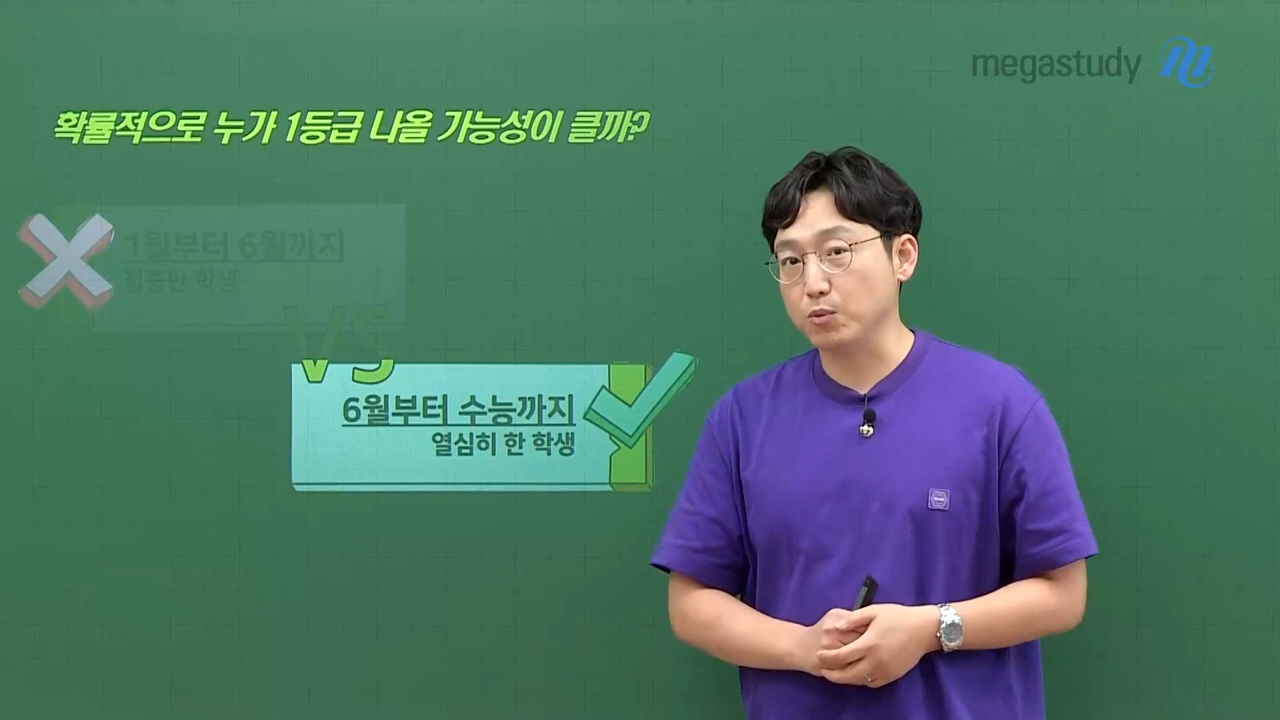 megastudy
확률적으로 누가 1등급 나올 가능성이 클까?
1월부터 6월까지
집중만 학생
VS
6월부터 수능까지
열심히 한 학생